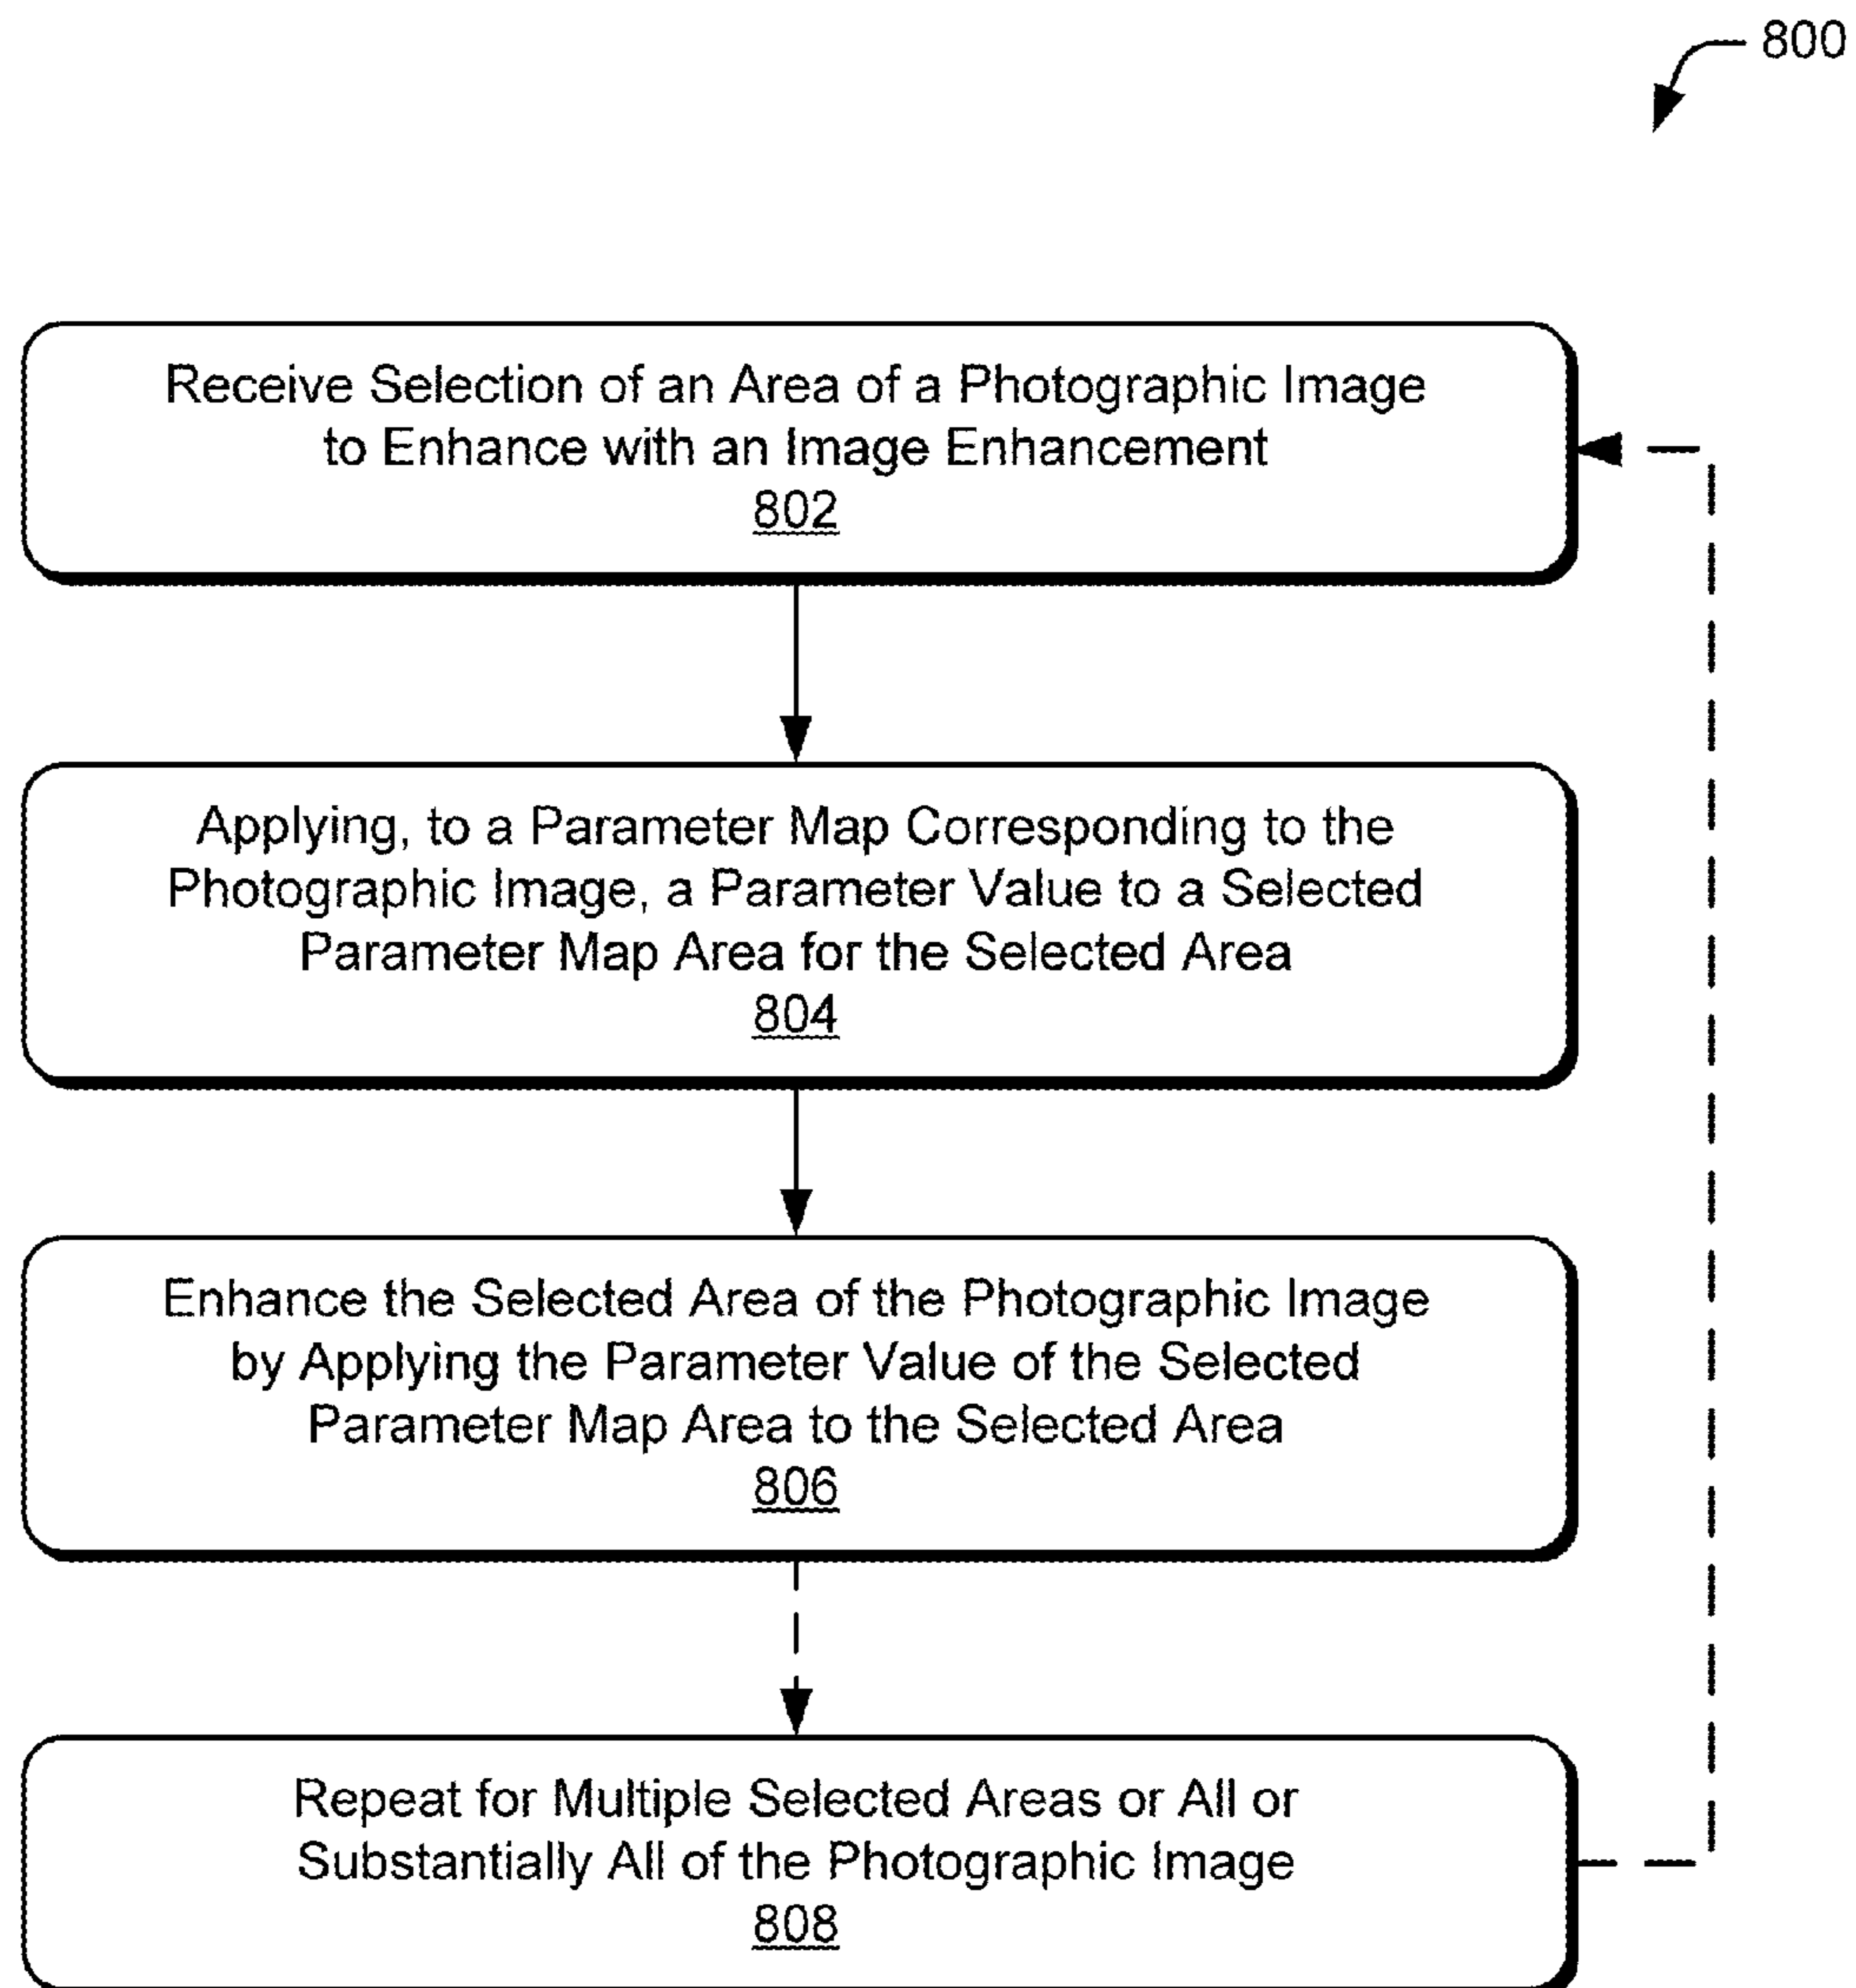 800
Receive Selection of an Area of a Photographic Image
to Enhance with an Image Enhancement
802
Applying, to a Parameter Map Corresponding to the
Photographic Image, a Parameter Value to a Selected
Parameter Map Area for the Selected Area
804
Enhance the Selected Area of the Photographic Image
by Applying the Parameter Value of the Selected
Parameter Map Area to the Selected Area
806
Repeat for Multiple Selected Areas or All or
Substantially All of the Photographic Image
808